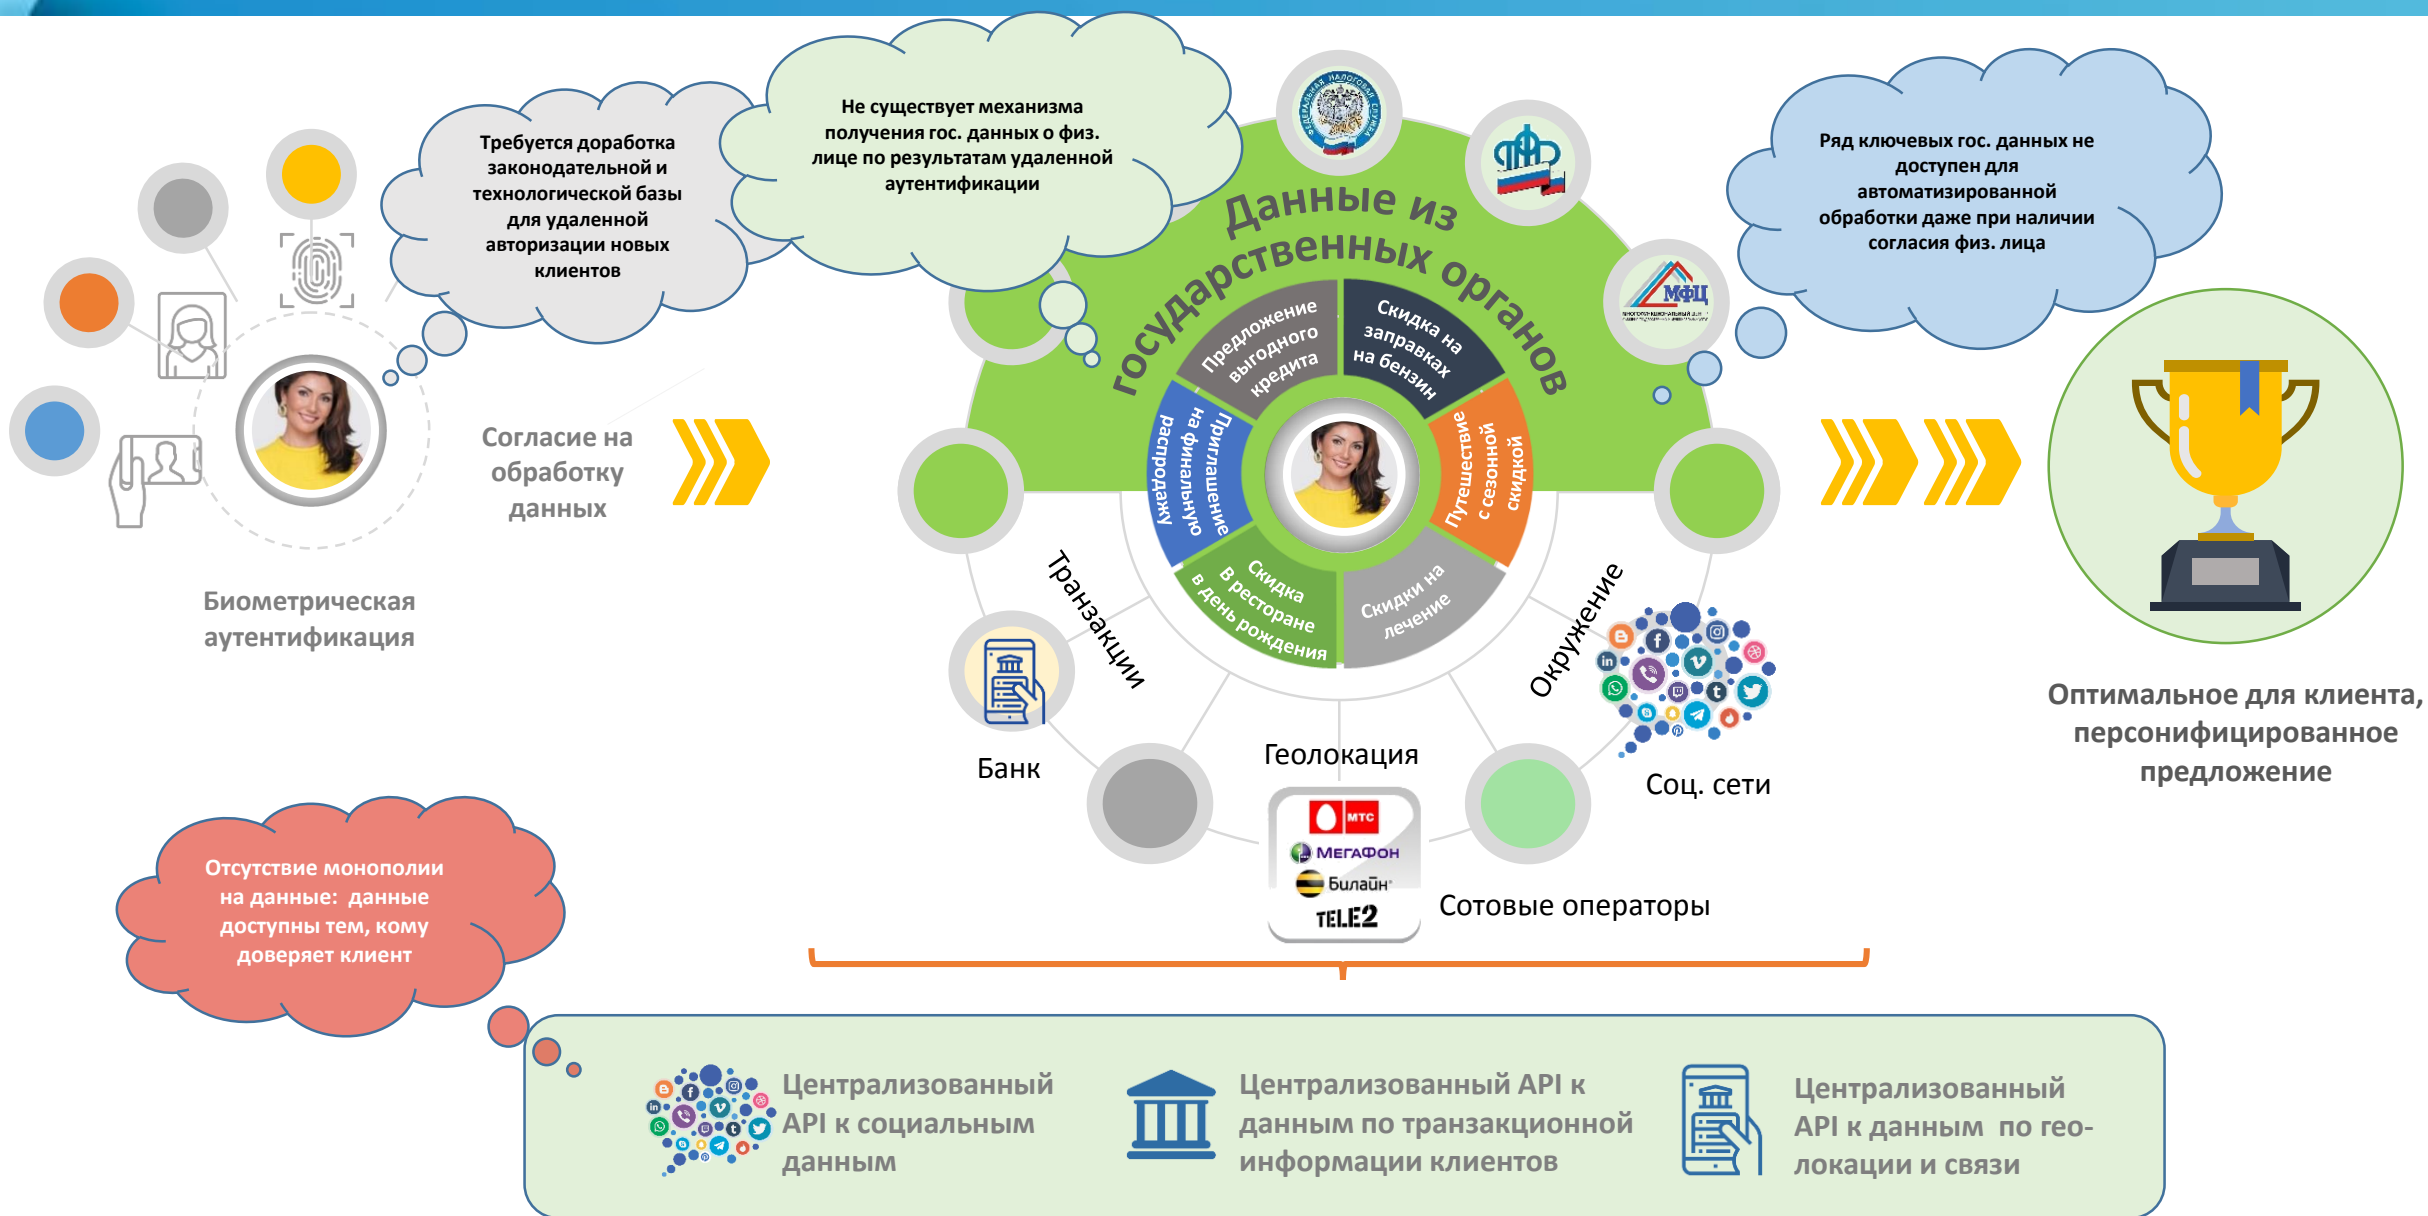 Требуется доработка
законодательной и
технологической базы
для удаленной
авторизации новых
клиентов
Не существует механизма
получения гос. данных о физ.
лице по результатам удаленной
аутентификации
Ряд ключевых гос. данных не
доступен для
автоматизированной
обработки даже при наличии
согласия физ. лица
Биометрическая
аутентификация
Согласие на
обработку
данных
ФЕДЕРАЛЬНАЯ НАЛОГОВАЯ СЛУЖБА
МФЦ
Данные из
государственных органов
Предложение
выгодного
кредита
Скидка на
заправках
на бензин
Путешествие
с сезонной
скидкой
Скидки на
лечение
Скидка
В ресторане
в день рождения
Приглашение
на финальную
распродажу
Транзакции
Окружение
Банк
Геолокация
Соц. сети
МТС
МЕГАФОН
Билайн
TELE2
Сотовые операторы
Оптимальное для клиента,
персонифицированное
предложение
Отсутствие монополии
на данные: данные
доступны тем, кому
доверяет клиент
Централизованный
API к социальным
данным
Централизованный API к
данным по транзакционной
информации клиентов
Централизованный
API к данным по гео-
локации и связи